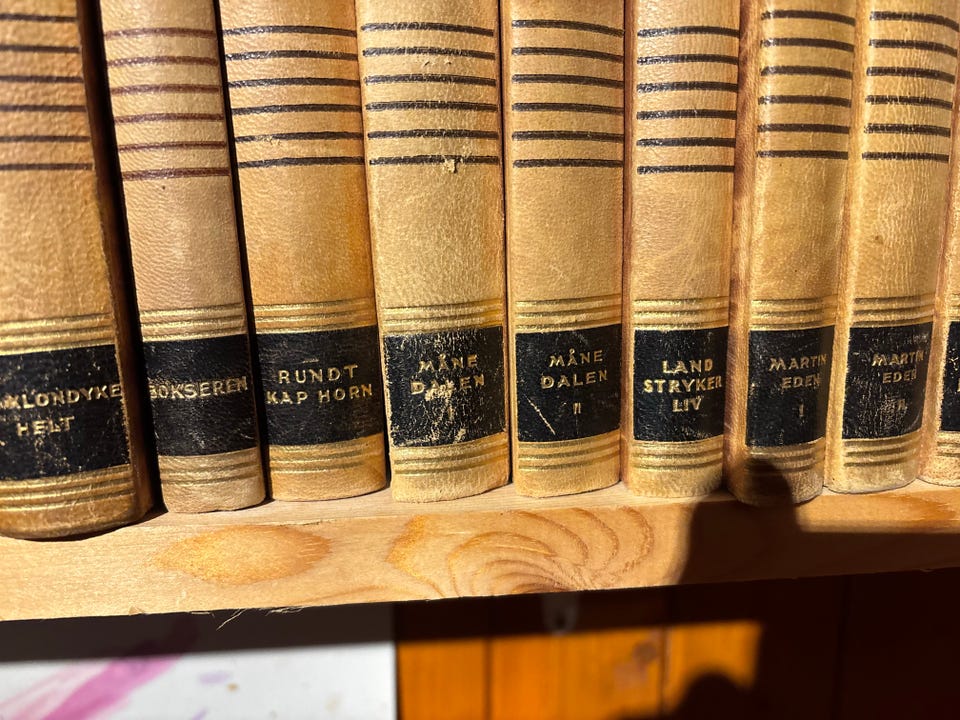 KLONDYKE
HELT
BOKSEREN
RUNDT
KAP HORN
MÅNE
DALEN
I
MÅNE
DALEN
II
LAND
STRYKER
LIV
MARTIN
EDEN
I
MARTIN
EDEN
II